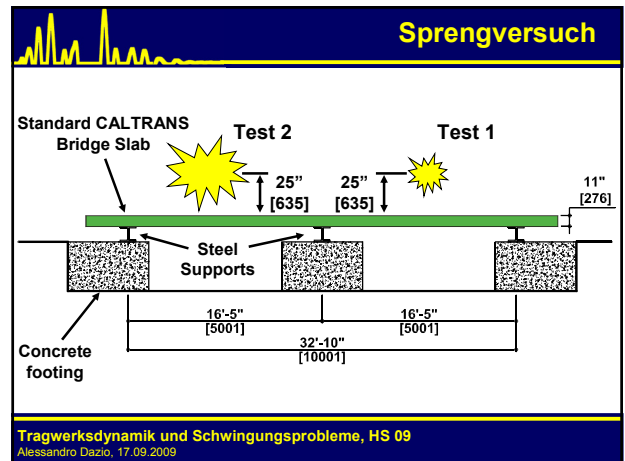 Sprengversuch
Standard CALTRANS
Bridge Slab
Test 2
Test 1
25”
[635]
25”
[635]
11"
[276]
Steel
Supports
16'-5"
[5001]
16'-5"
[5001]
32'-10"
[10001]
Concrete
footing
Tragwerksdynamik und Schwingungsprobleme, HS 09
Alessandro Dazio, 17.09.2009